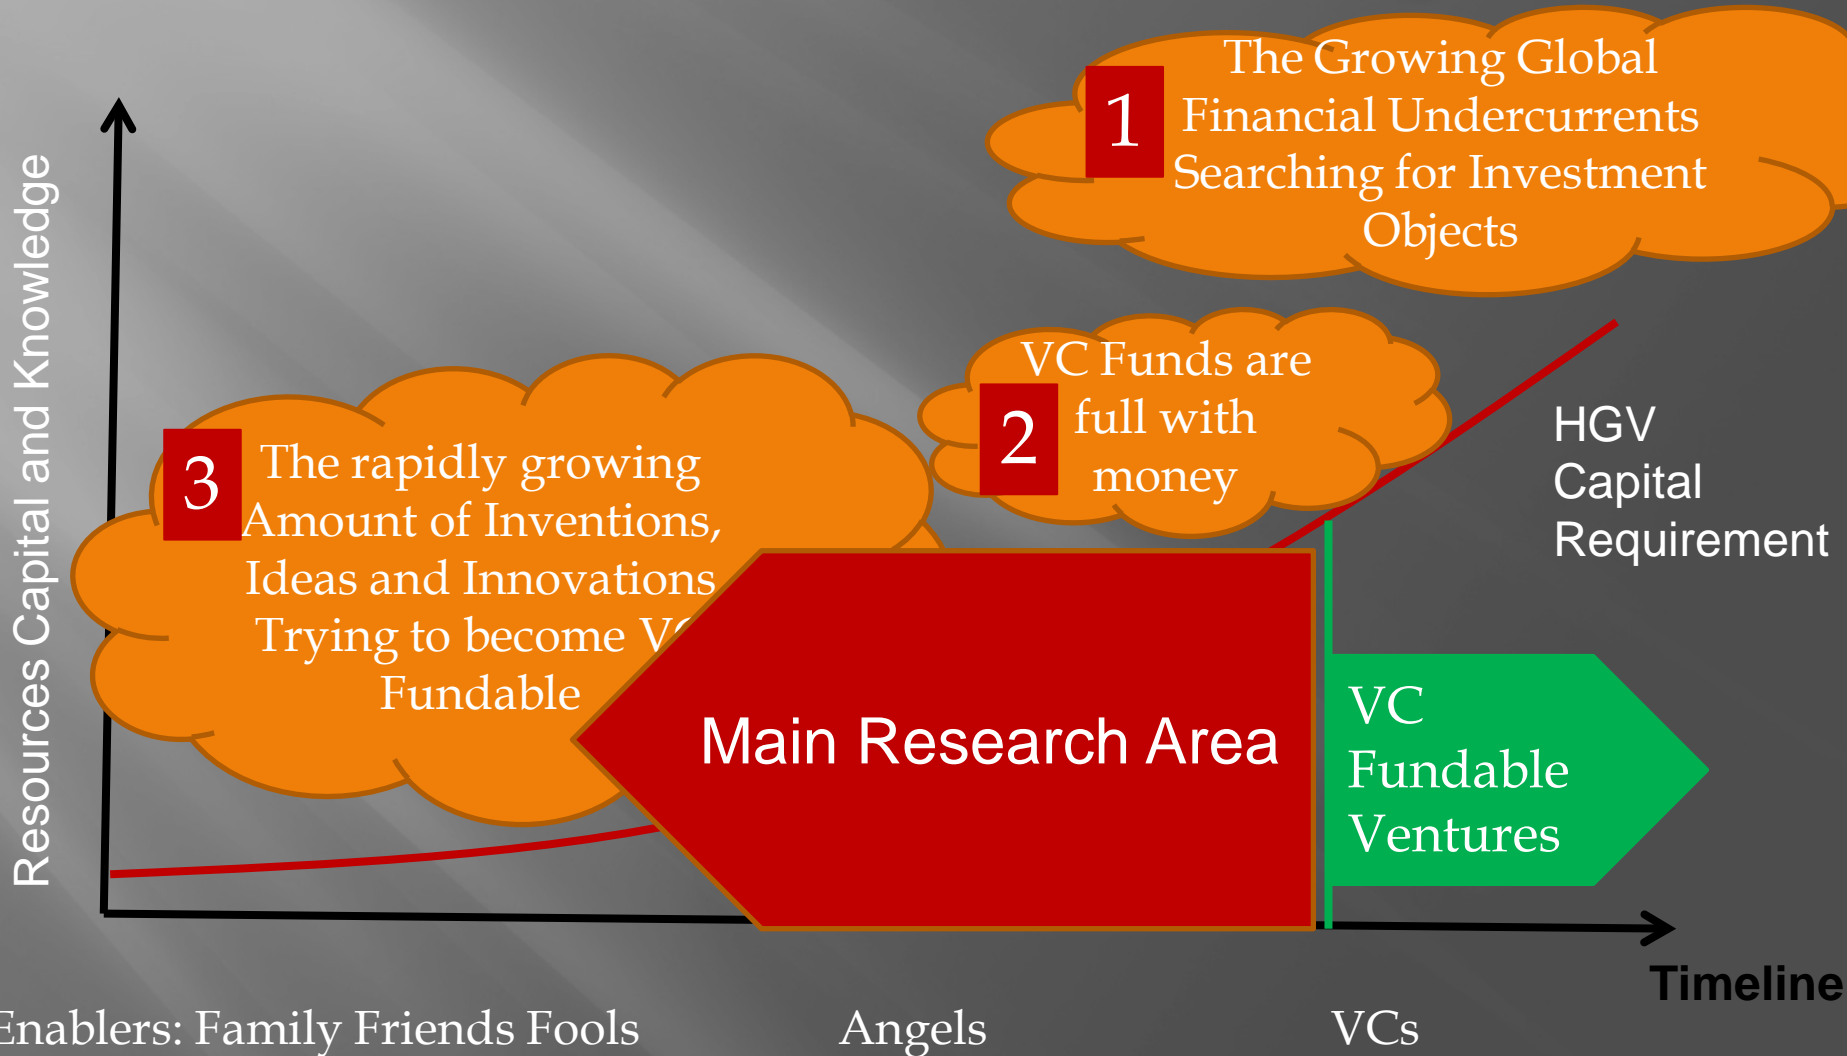 Resources Capital and Knowledge
1
The Growing Global
Financial Undercurrents
Searching for Investment
Objects
2
VC Funds are
full with
money
3
The rapidly growing
Amount of Inventions,
Ideas and Innovations
Trying to become
Fundable
HGV
Capital
Requirement
Main Research Area
VC
Fundable
Ventures
Timeline
Enablers: Family Friends Fools
Angels
VCs